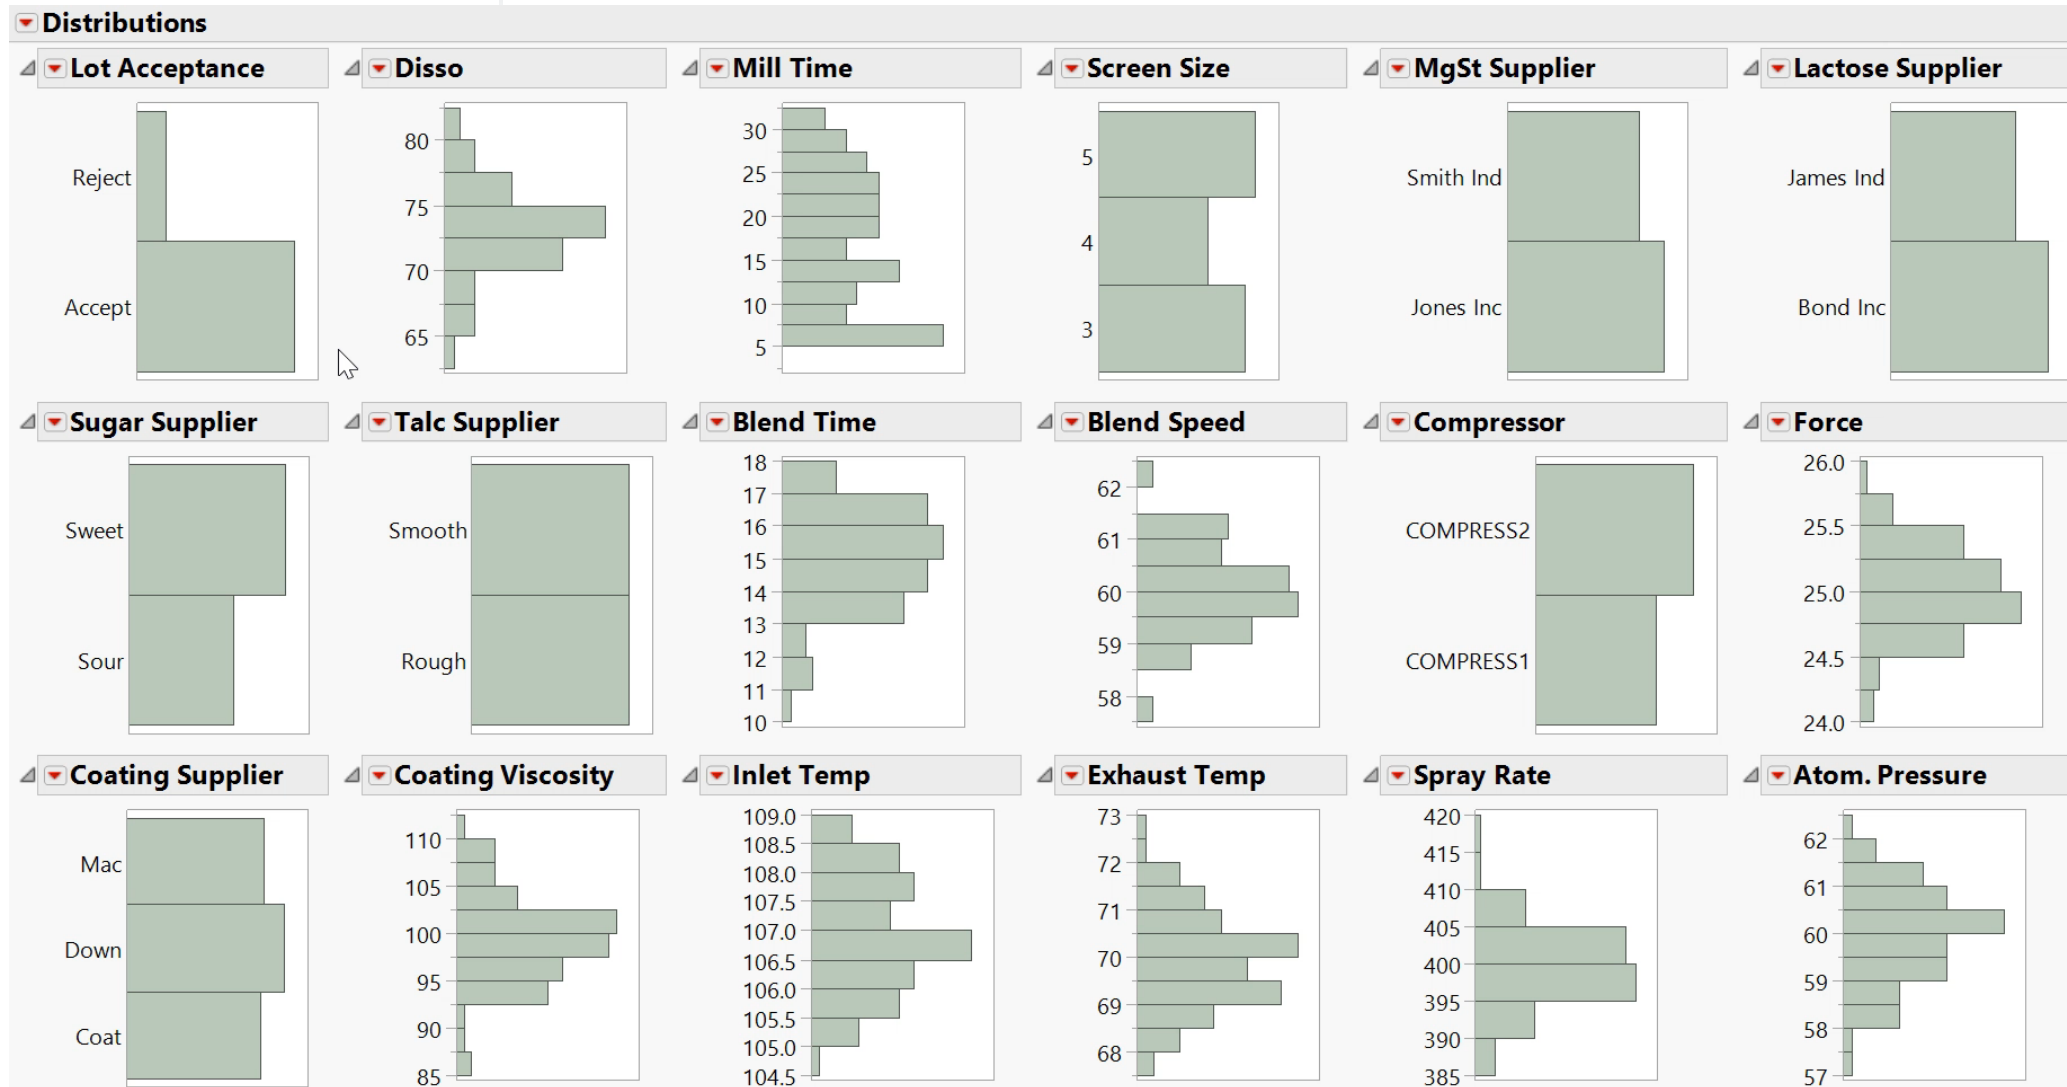 Distributions
Lot Acceptance
Disso
Mill Time
Screen Size
MgSt Supplier
Lactose Supplier
Reject
Accept
80
75
70
65
30
25
20
15
10
5
5
4
3
Smith Ind
Jones Inc
James Ind
Bond Inc
Sugar Supplier
Talc Supplier
Blend Time
Blend Speed
Compressor
Force
Sweet
Sour
Smooth
Rough
18
17
16
15
14
13
12
11
10
62
61
60
59
58
COMPRESS2
COMPRESS1
26.0
25.5
25.0
24.5
24.0
Coating Supplier
Coating Viscosity
Inlet Temp
Exhaust Temp
Spray Rate
Atom. Pressure
Mac
Down
Coat
110
105
100
95
90
85
109.0
108.5
108.0
107.5
107.0
106.5
106.0
105.5
105.0
104.5
73
72
71
70
69
68
420
415
410
405
400
395
390
385
62
61
60
59
58
57